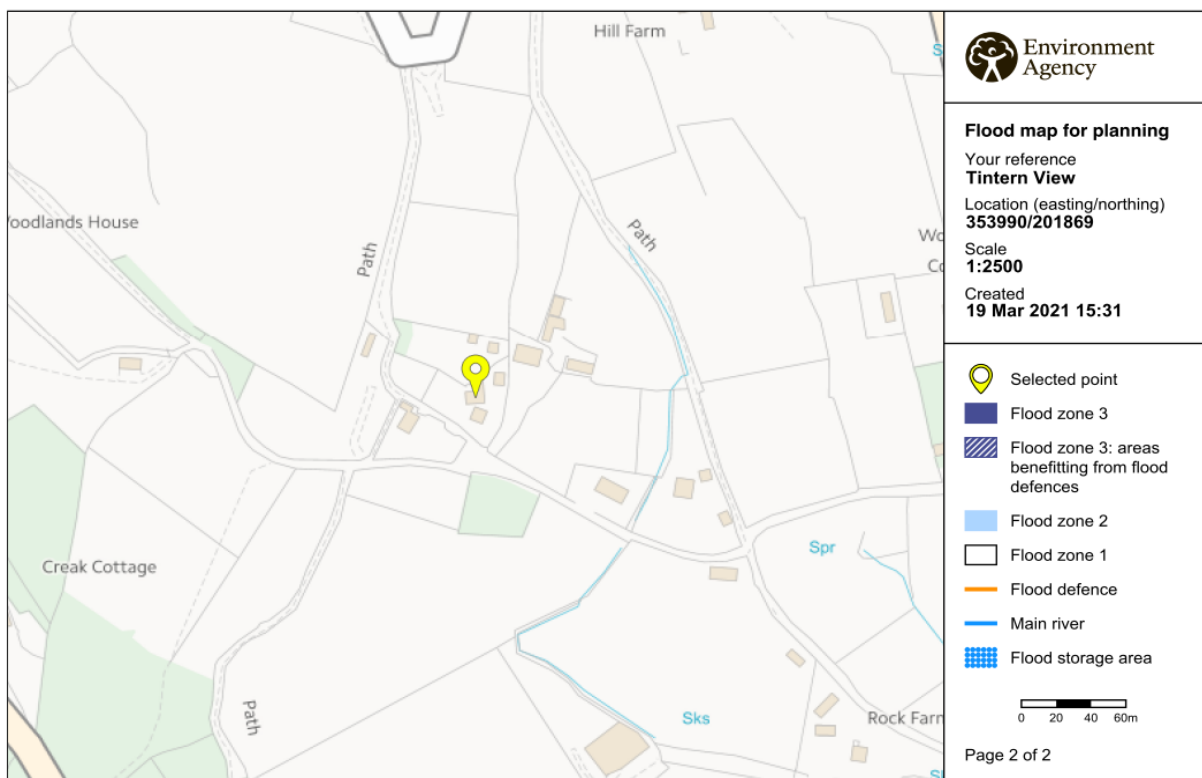 Hill Farm
Woodlands House
Path
Path
Creak Cottage
Spr
Path
Sks
Rock Farm
Environment
Agency
Flood map for planning
Your reference
Tintern View
Location (easting/northing)
353990/201869
Scale
1:2500
Created
19 Mar 2021 15:31
Selected point
Flood zone 3
Flood zone 3: areas
benefitting from flood
defences
Flood zone 2
Flood zone 1
Flood defence
Main river
Flood storage area
0 20 40 60m
Page 2 of 2